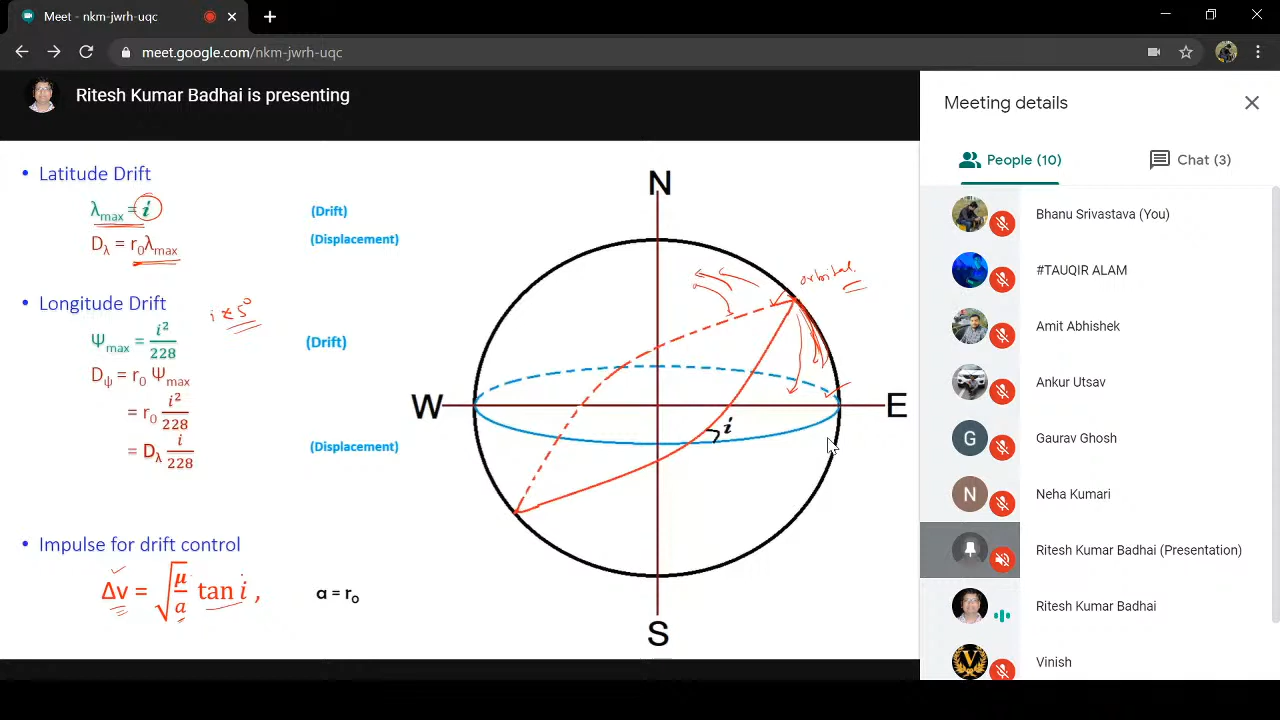 Meet - nkm-jwrh-uqc
meet.google.com/nkm-jwrh-uqc
Ritesh Kumar Badhai is presenting
• Latitude Drift
λmax = i (Drift)
Dλ = r0λmax (Displacement)
• Longitude Drift
i ≮ 5°
Ψmax = i²/228 (Drift)
Dψ = r0 Ψmax
= r0 i²/228
= Dλ i/228 (Displacement)
• Impulse for drift control
Δv = √μ/a tan i, a = r0
N
orbital
W
E
i
S
Meeting details
People (10)
Chat (3)
Bhanu Srivastava (You)
#TAUQIR ALAM
Amit Abhishek
Ankur Utsav
G
Gaurav Ghosh
N
Neha Kumari
Ritesh Kumar Badhai (Presentation)
Ritesh Kumar Badhai
V
Vinish